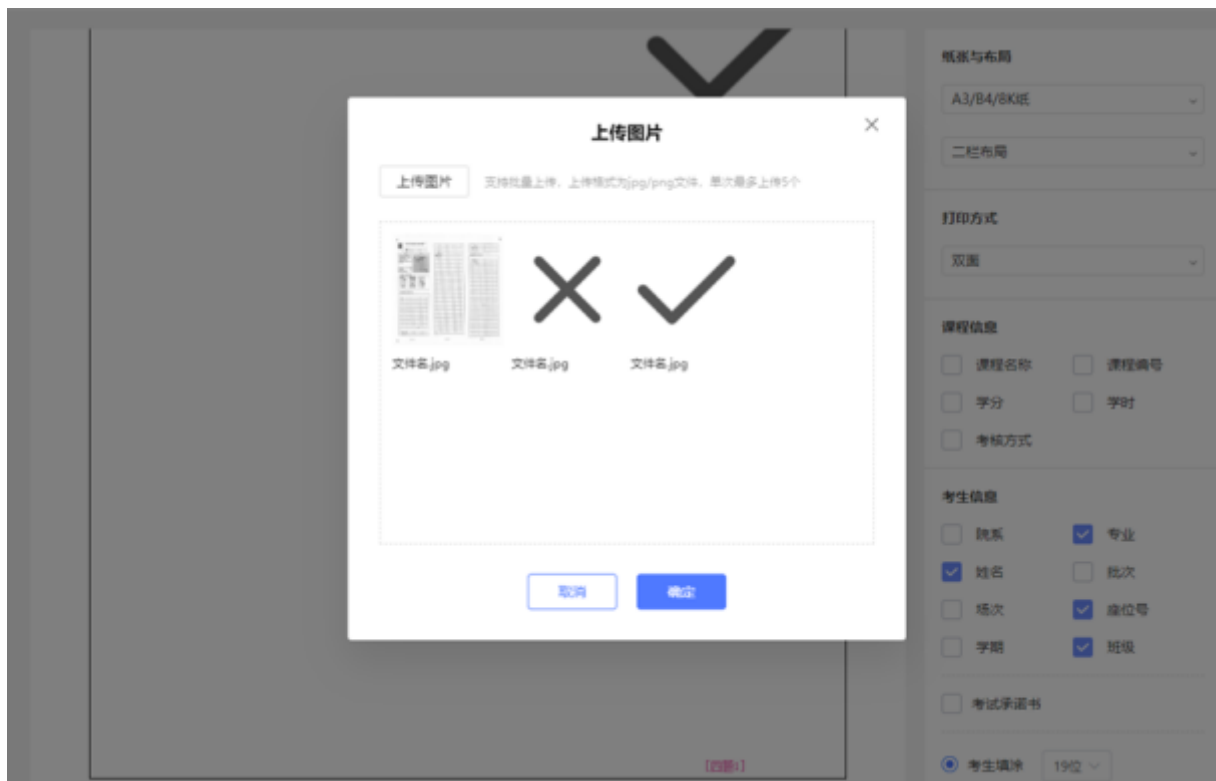 上传图片
上传图片
支持批量上传，上传格式为jpg/png文件，单次最多上传5个
文件名.jpg
文件名.jpg
文件名.jpg
取消
确定
纸张与布局
A3/B4/8K纸
二栏布局
打印方式
双面
课程信息
课程名称
课程编号
学分
学时
考核方式
考生信息
院系
专业
姓名
批次
场次
座位号
学期
班级
考试承诺书
考生填涂
19位